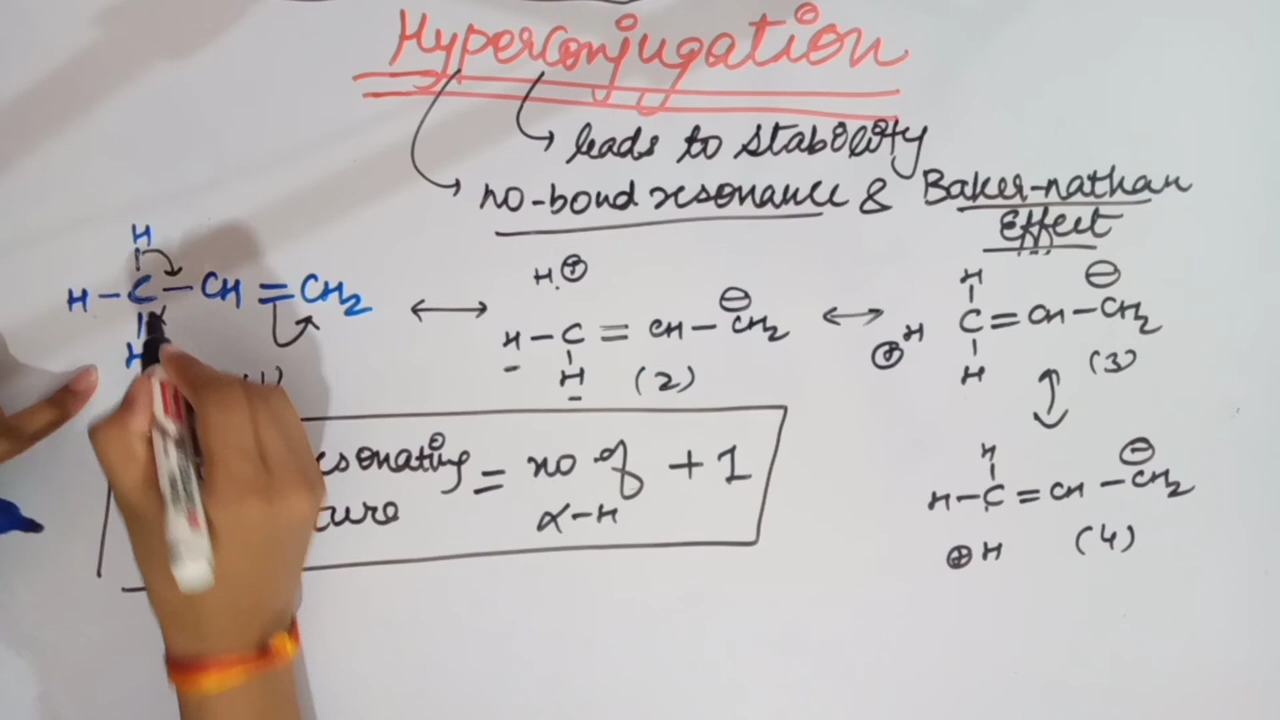 Hyperconjugation
leads to stability
no-bond resonance & Baker-nathan
Effect
H
H – C – CH = CH2
α
H
H ⊕
H – C = CH – CH2 ⊖
H
(2)
H
⊕ H C = CH – CH2 ⊖
H
(3)
= no of + 1
α-H
H
H – C = CH – CH2 ⊖
⊕ H
(4)